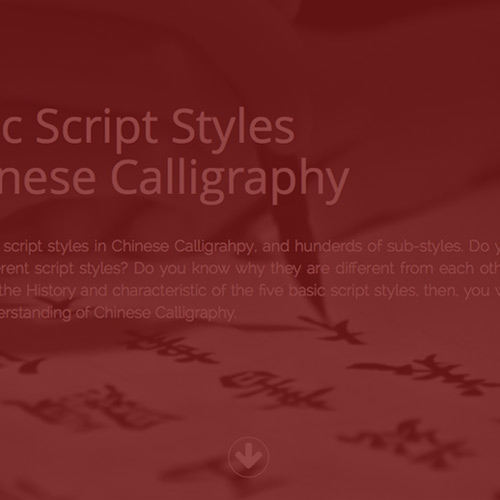 c Script Styles
nese Calligraphy
script styles in Chinese Calligrahpy, and hunderds of sub-styles. Do y
erent script styles? Do you know why they are different from each oth
the History and characteristic of the five basic script styles, then, you w
erstanding of Chinese Calligraphy.